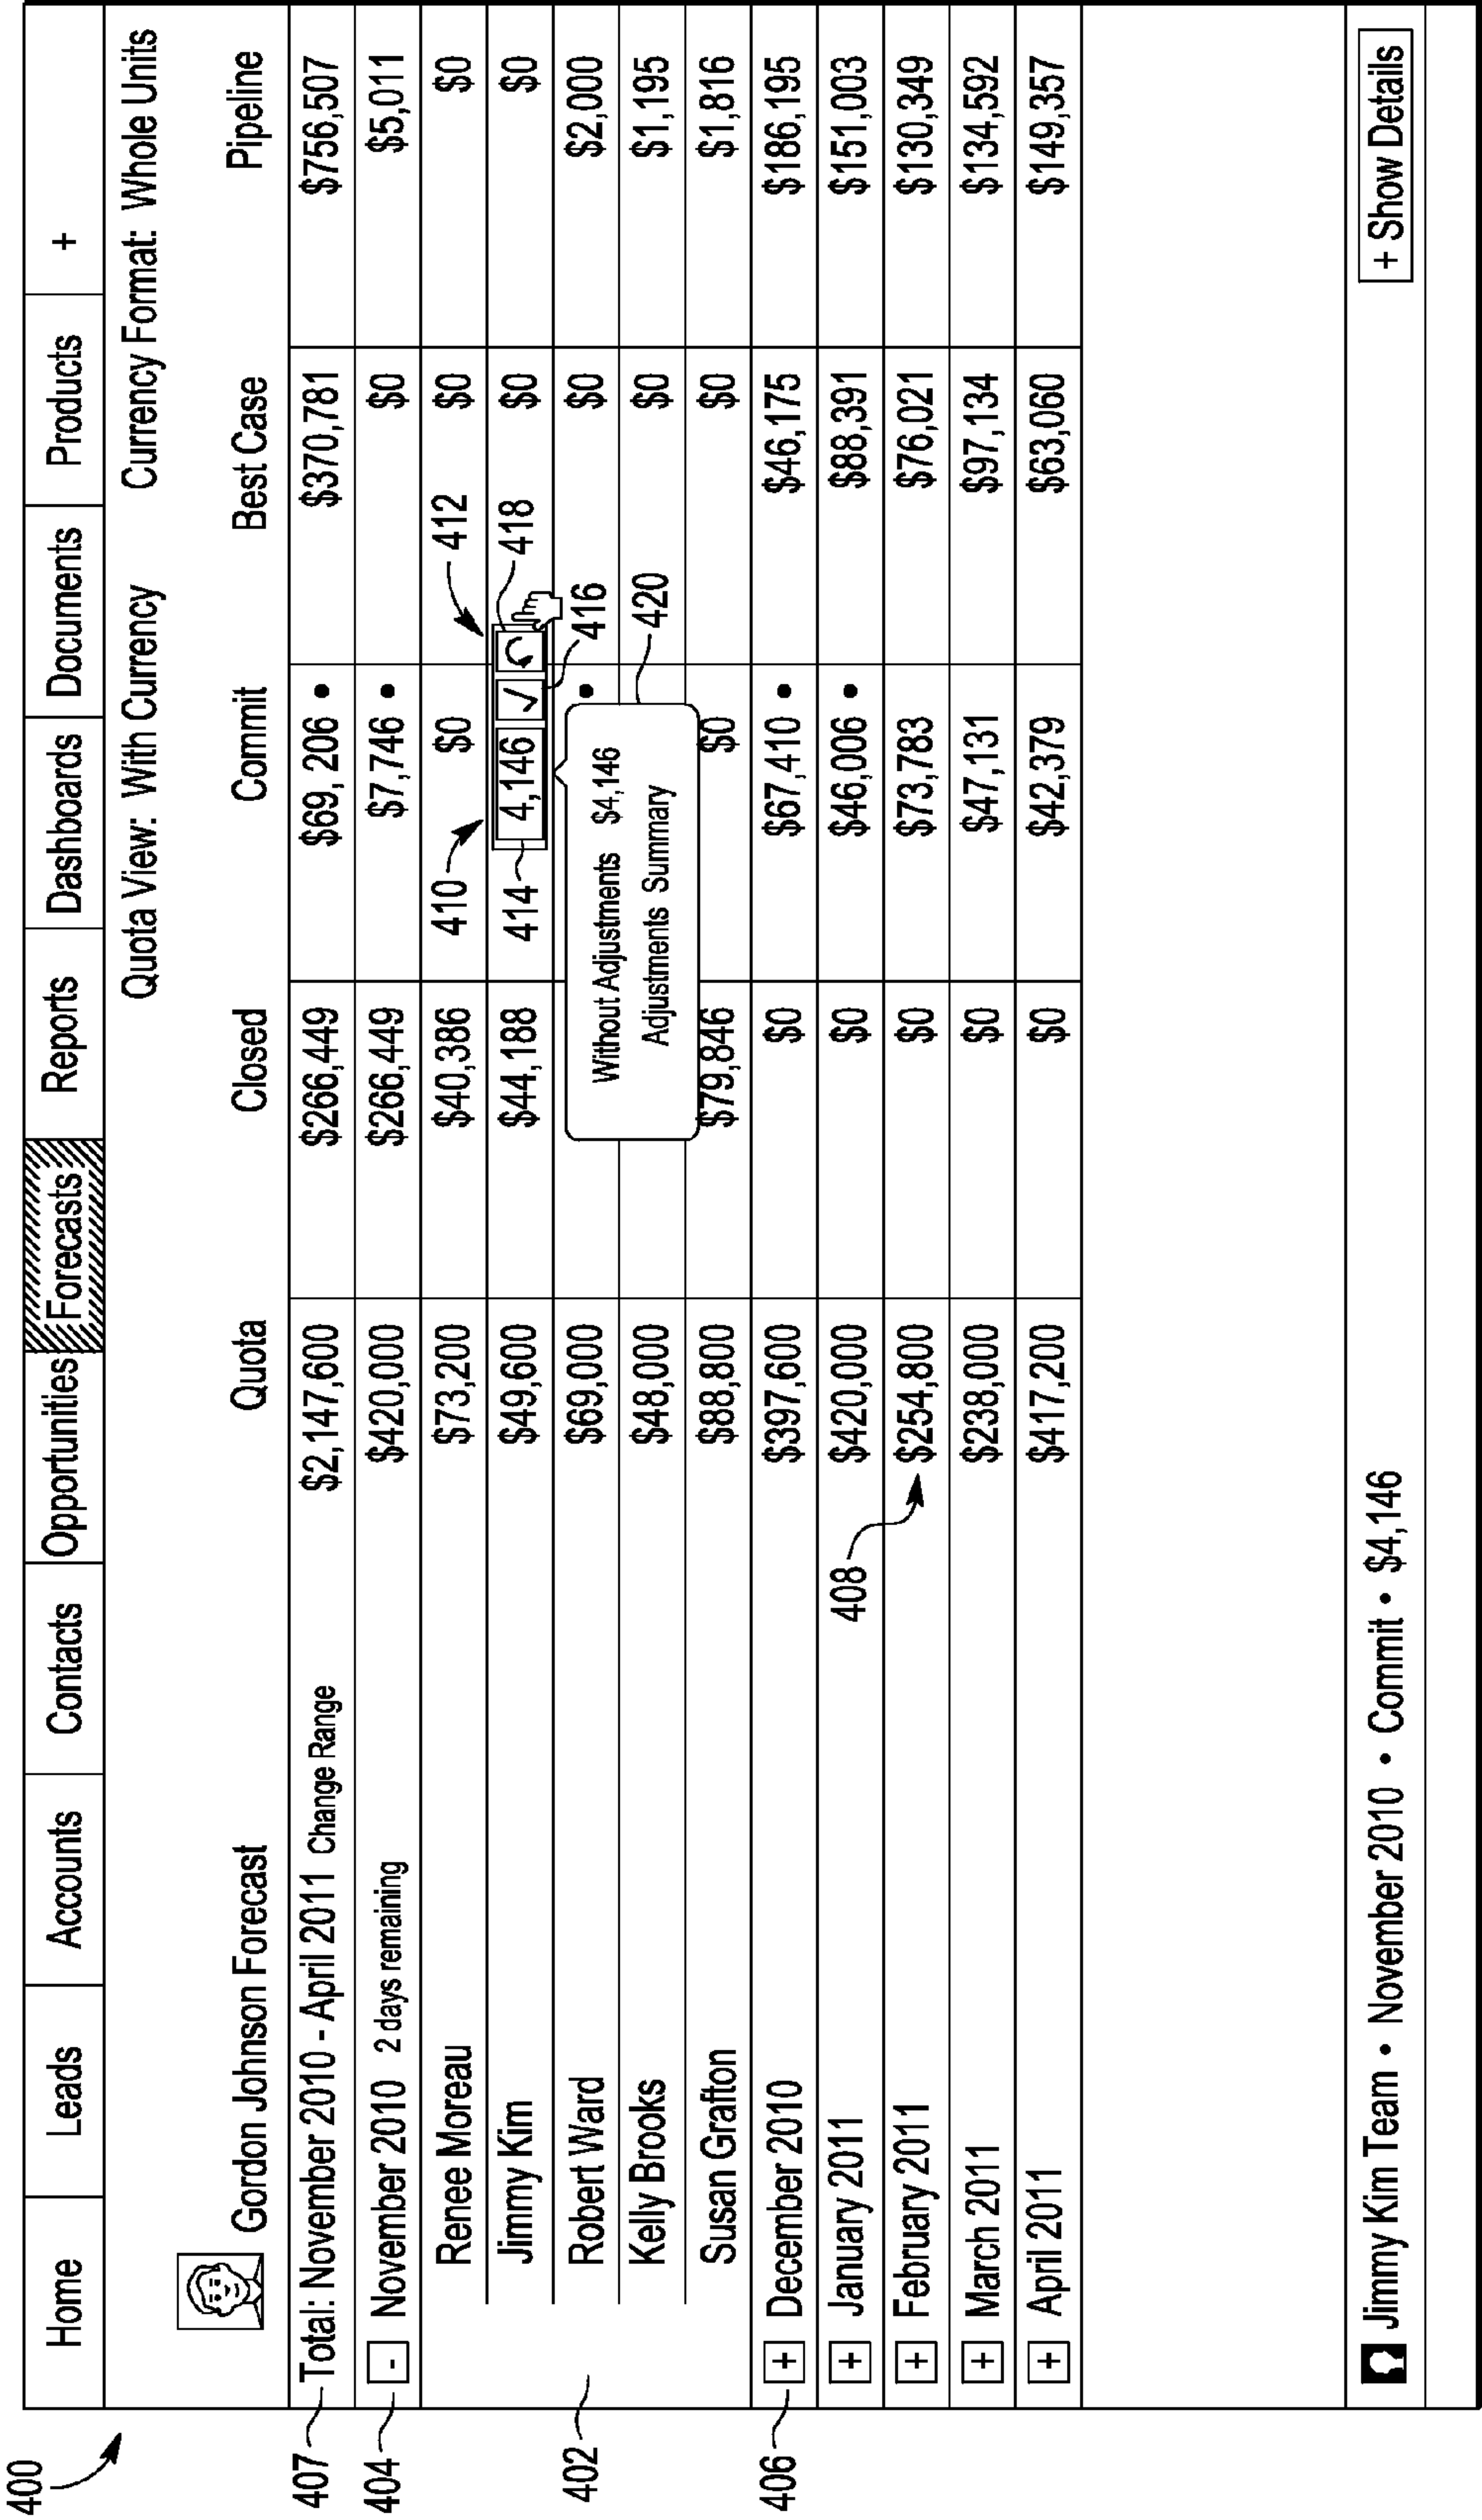 400
Home Leads Accounts Contacts Opportunities Forecasts Reports Dashboards Documents Products +
Quota View: With Currency Currency Format: Whole Units
Gordon Johnson Forecast Quota Closed Commit Best Case Pipeline
407 Total: November 2010 - April 2011 Change Range $2,147,600 $266,449 $69, 206 • $370,781 $756,507
404 - November 2010 2 days remaining $420,000 $266,449 $7,746 • $0 $5,011
Renee Moreau $73,200 $40,386 410 $0 412 $0 $0
Jimmy Kim $49,600 $44,188 414 4,146 418 $0 $0
402 Robert Ward $69,000 • 416 $0 $2,000
Without Adjustments $4,146
Kelly Brooks $48,000 420 $0 $1,195
Adjustments Summary
Susan Grafton $88,800 $79,846 $0 $0 $1,816
406 + December 2010 $397,600 $0 $67,410 • $46,175 $186,195
+ January 2011 408 $420,000 $0 $46,006 • $88,391 $151,003
+ February 2011 $254,800 $0 $73,783 $76,021 $130,349
+ March 2011 $238,000 $0 $47,131 $97,134 $134,592
+ April 2011 $417,200 $0 $42,379 $63,060 $149,357
Jimmy Kim Team • November 2010 • Commit • $4,146 + Show Details